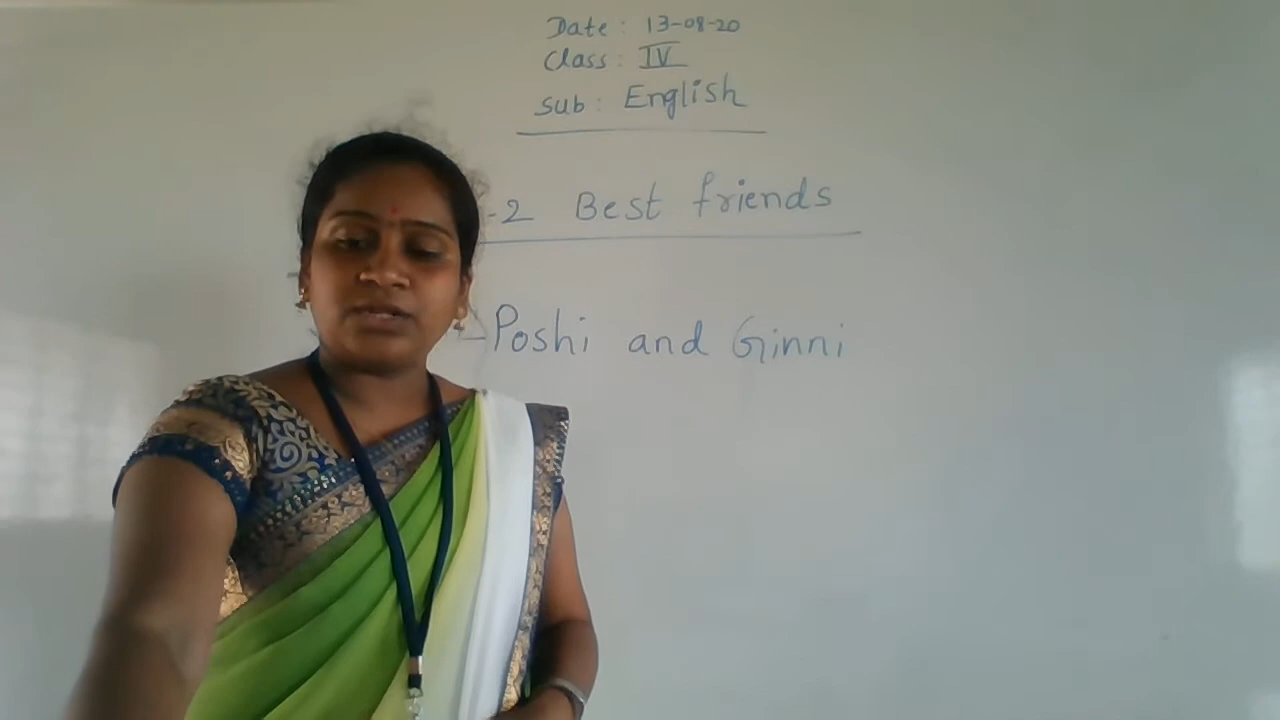 Date : 13-08-20
Class : IV
Sub : English
-2 Best friends
- Poshi and Ginni